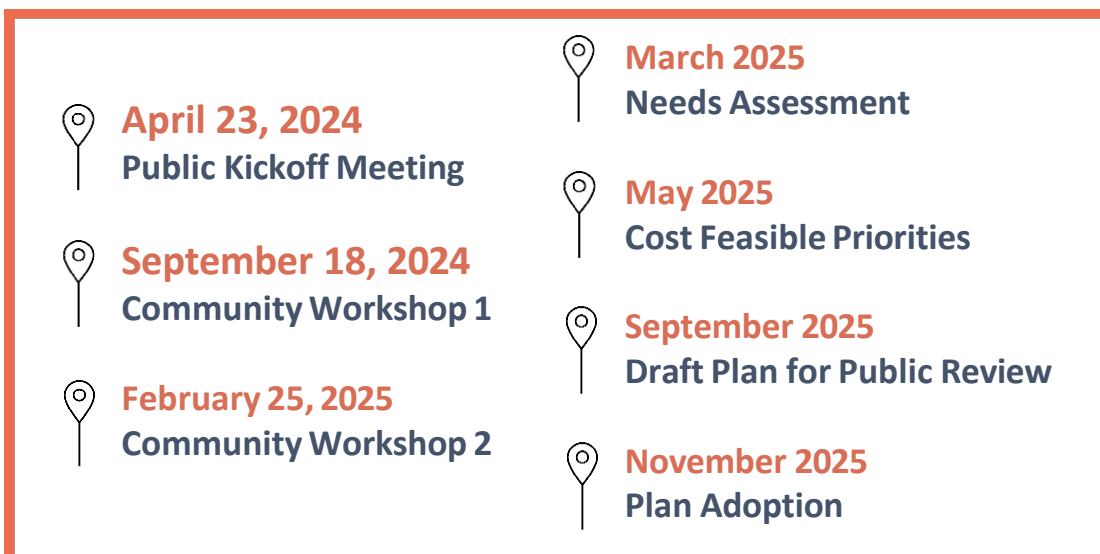 April 23, 2024
Public Kickoff Meeting
September 18, 2024
Community Workshop 1
February 25, 2025
Community Workshop 2
March 2025
Needs Assessment
May 2025
Cost Feasible Priorities
September 2025
Draft Plan for Public Review
November 2025
Plan Adoption